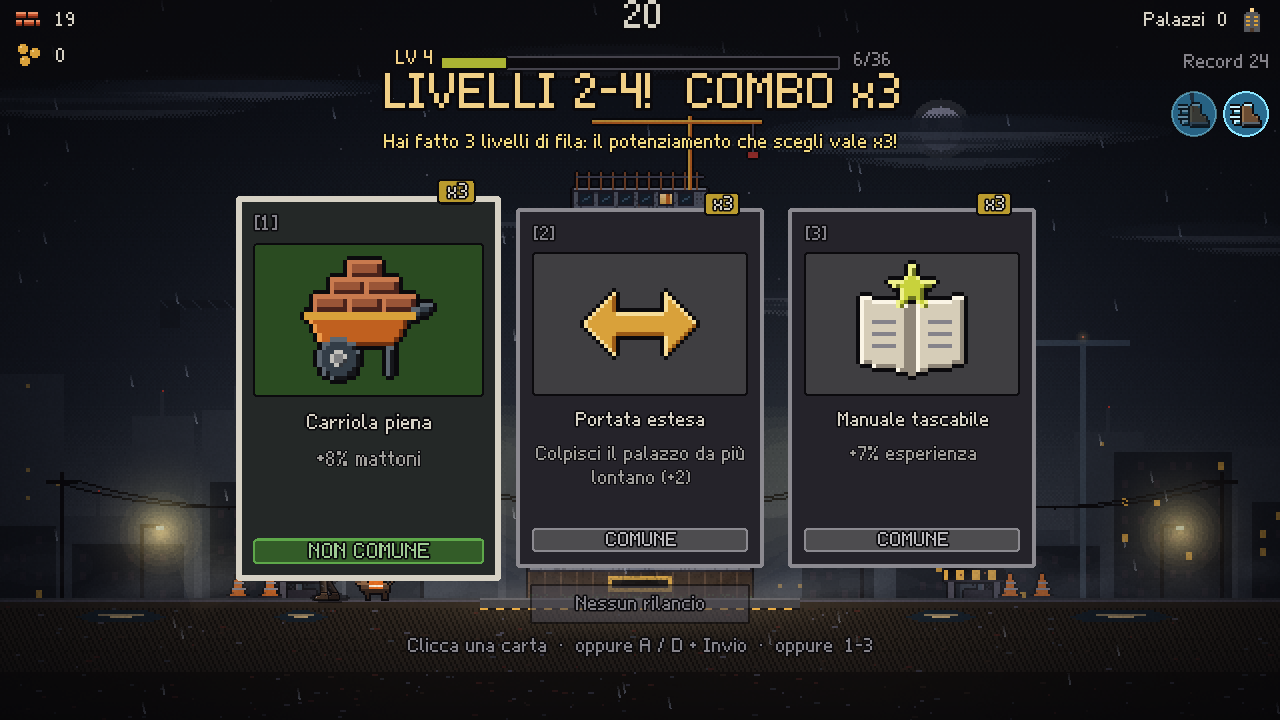 19
20
Palazzi 0
0
LV 4
6/36
Record 24
LIVELLI 2-4! COMBO x3
Hai fatto 3 livelli di fila: il potenziamento che scegli vale x3!
x3
x3
x3
[1]
[2]
[3]
Carriola piena
+8% mattoni
NON COMUNE
Portata estesa
Colpisci il palazzo da più
lontano (+2)
COMUNE
Manuale tascabile
+7% esperienza
COMUNE
Nessun rilancio
Clicca una carta · oppure A / D + Invio · oppure 1-3